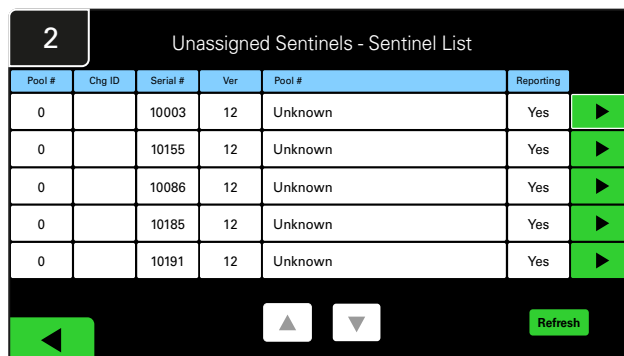 2
Unassigned Sentinels - Sentinel List
Pool # Chg ID Serial # Ver Pool # Reporting
0 10003 12 Unknown Yes
0 10155 12 Unknown Yes
0 10086 12 Unknown Yes
0 10185 12 Unknown Yes
0 10191 12 Unknown Yes
Refresh